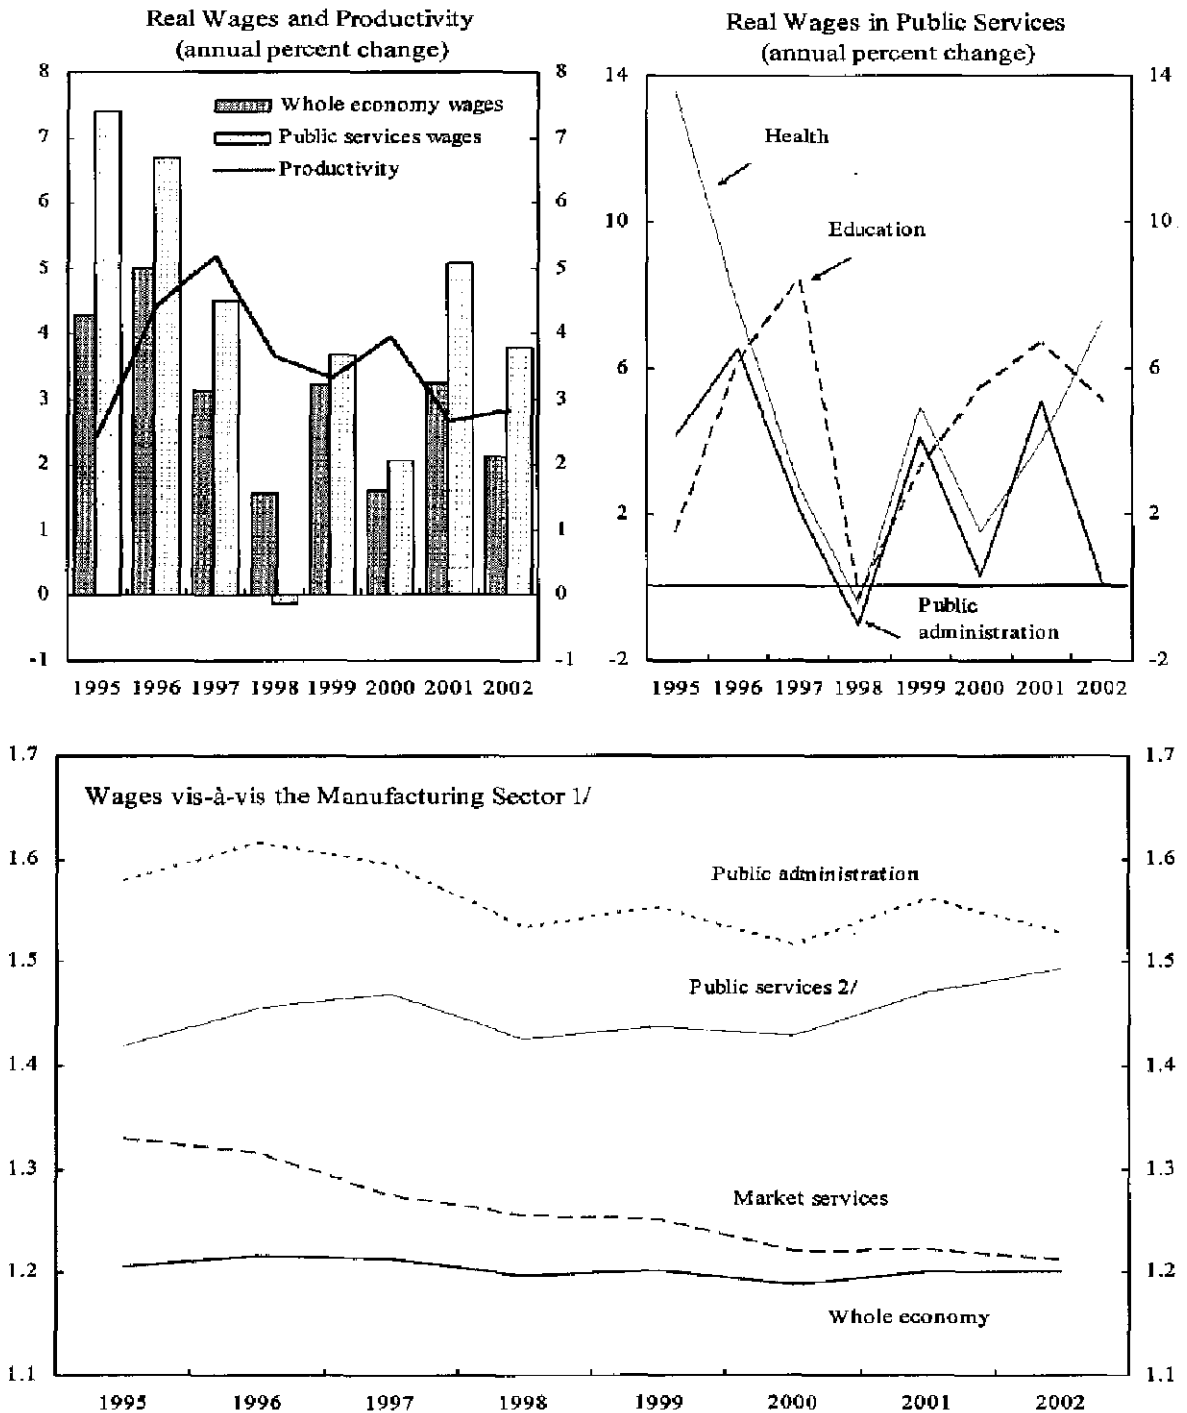 Real Wages and Productivity
(annual percent change)
8
7
6
5
4
3
2
1
0
-1
8
7
6
5
4
3
2
1
0
-1
Whole economy wages
Public services wages
Productivity
1995 1996 1997 1998 1999 2000 2001 2002
Real Wages in Public Services
(annual percent change)
14
10
6
2
-2
14
10
6
2
-2
Health
Education
Public
administration
1995 1996 1997 1998 1999 2000 2001 2002
Wages vis-à-vis the Manufacturing Sector 1/
1.7
1.6
1.5
1.4
1.3
1.2
1.1
1.7
1.6
1.5
1.4
1.3
1.2
1.1
Public administration
Public services 2/
Market services
Whole economy
1995 1996 1997 1998 1999 2000 2001 2002